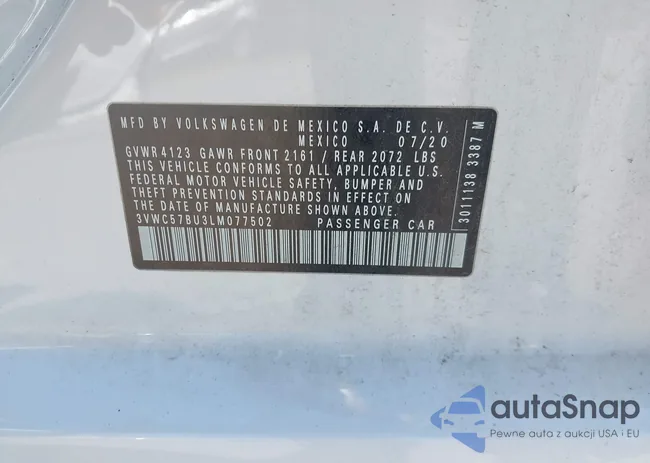 MFD BY VOLKSWAGEN DE MEXICO S.A. DE C.V.
MEXICO 07/20
GVWR 4123 GAWR FRONT 2161 / REAR 2072 LBS
THIS VEHICLE CONFORMS TO ALL APPLICABLE U.S.
FEDERAL MOTOR VEHICLE SAFETY, BUMPER AND
THEFT PREVENTION STANDARDS IN EFFECT ON
THE DATE OF MANUFACTURE SHOWN ABOVE.
3VWC57BU3LM077502 PASSENGER CAR
3011138 3387 M
autaSnap
Pewne auta z aukcji USA i EU